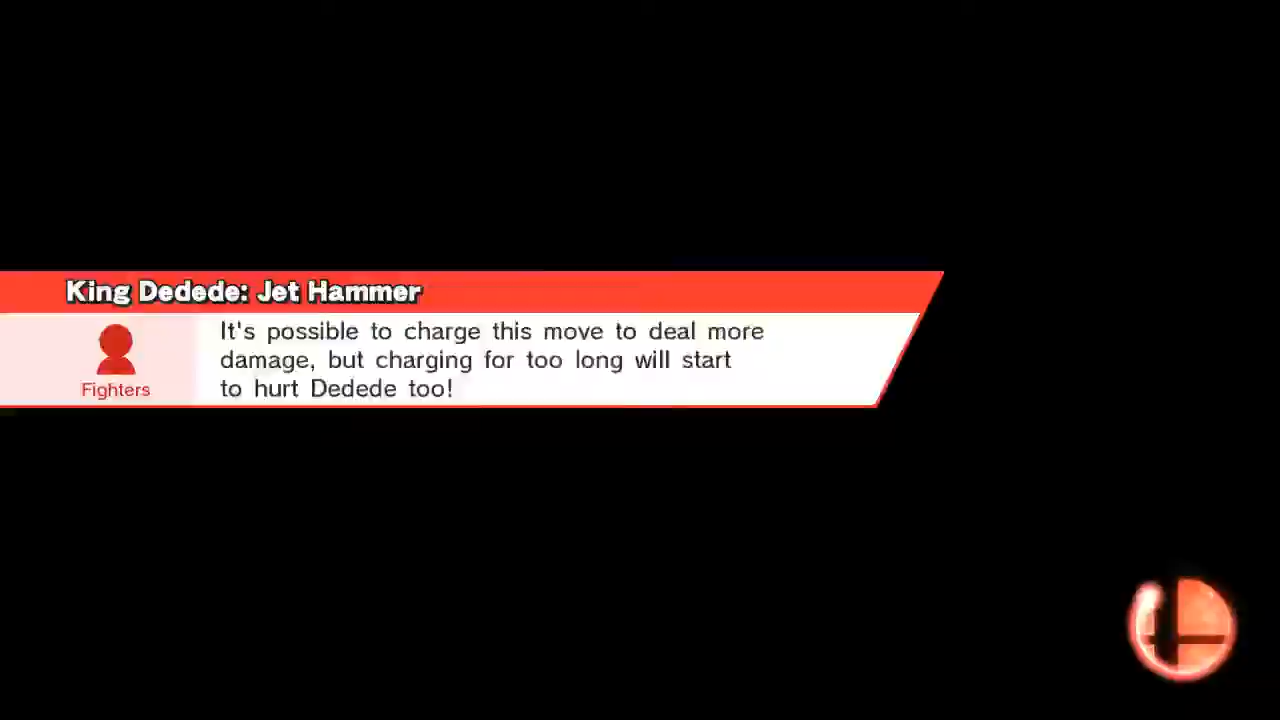 King Dedede: Jet Hammer
It's possible to charge this move to deal more
damage, but charging for too long will start
to hurt Dedede too!
Fighters